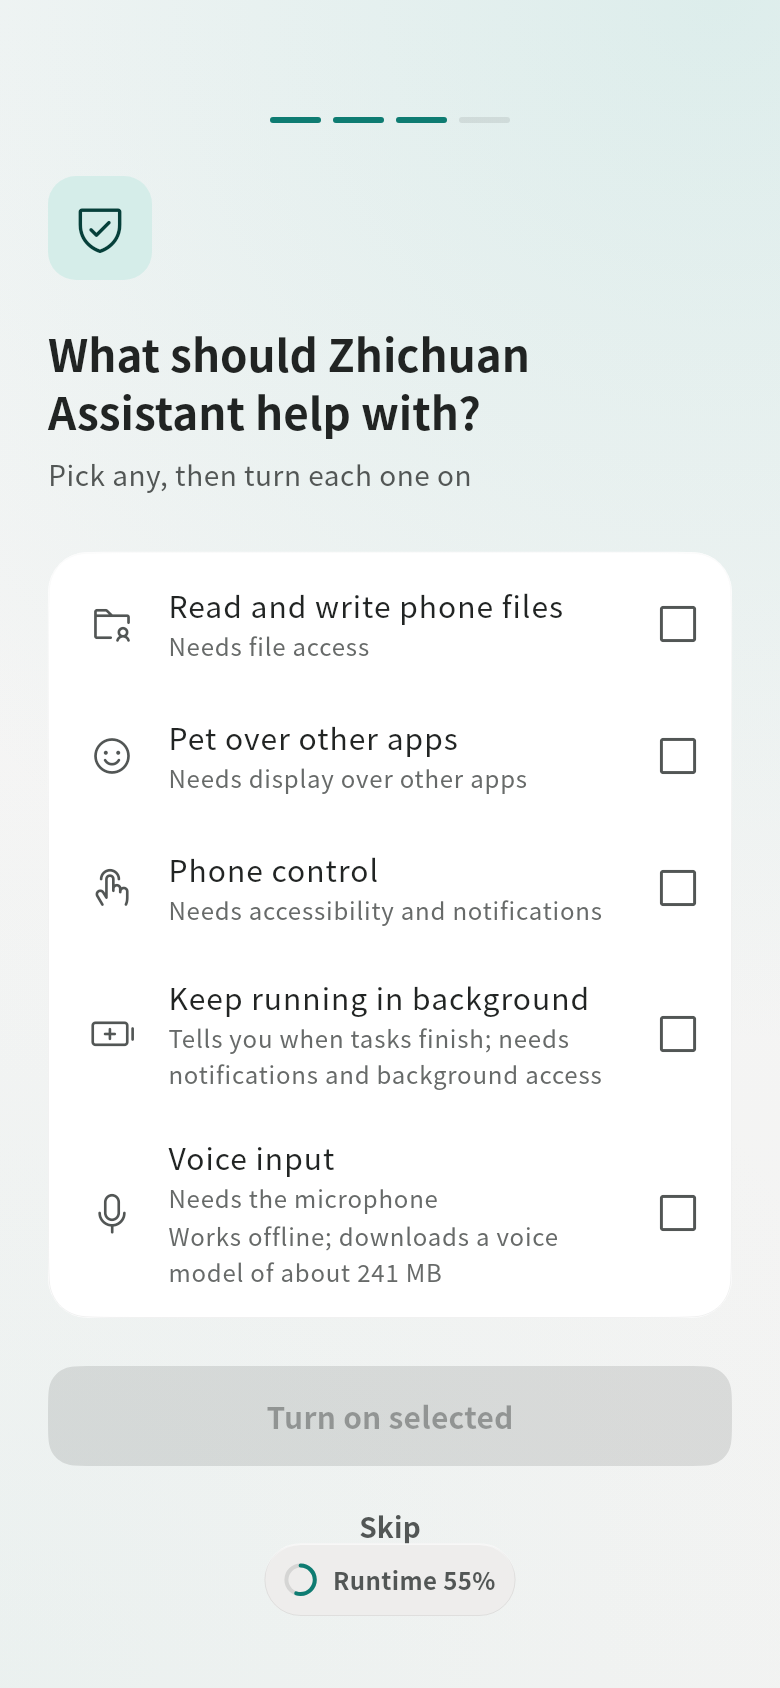 What should Zhichuan
Assistant help with?
Pick any, then turn each one on
Read and write phone files
Needs file access
Pet over other apps
Needs display over other apps
Phone control
Needs accessibility and notifications
Keep running in background
Tells you when tasks finish; needs
notifications and background access
Voice input
Needs the microphone
Works offline; downloads a voice
model of about 241 MB
Turn on selected
Skip
Runtime 55%